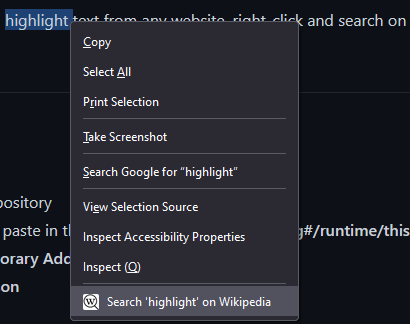 highlight text from any website, right-click and search on
Copy
Select All
Print Selection
Take Screenshot
Search Google for “highlight”
pository
View Selection Source
paste in th
g#/runtime/this
Inspect Accessibility Properties
orary Add
Inspect (Q)
on
Search 'highlight' on Wikipedia